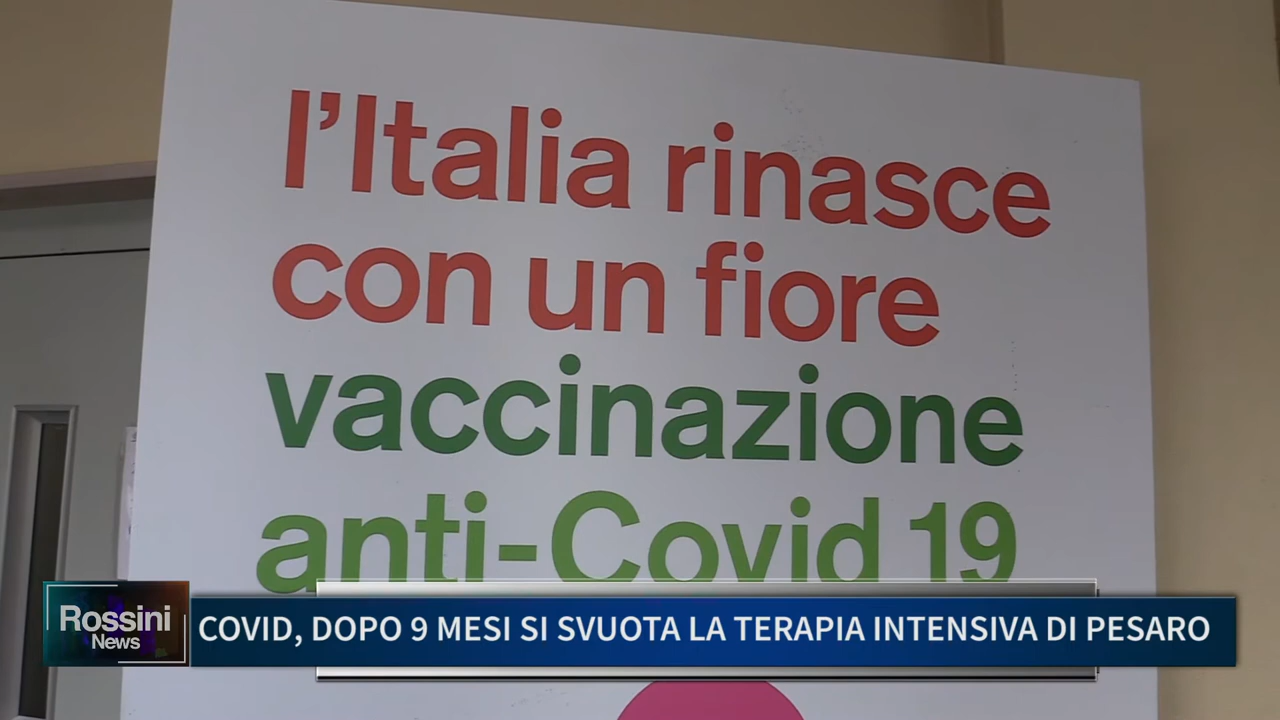 l'Italia rinasce
con un fiore
vaccinazione
anti-Covid 19
Rossini
News
COVID, DOPO 9 MESI SI SVUOTA LA TERAPIA INTENSIVA DI PESARO